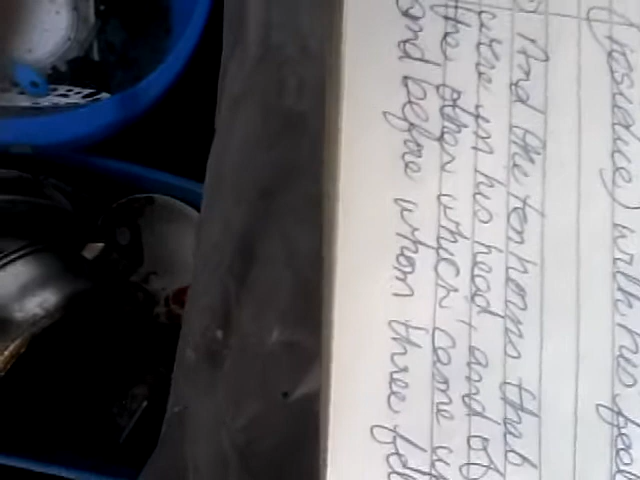 (residue) with his feet
And the ten horns that
were in his head, and of
the other which came u
and before whom three fell